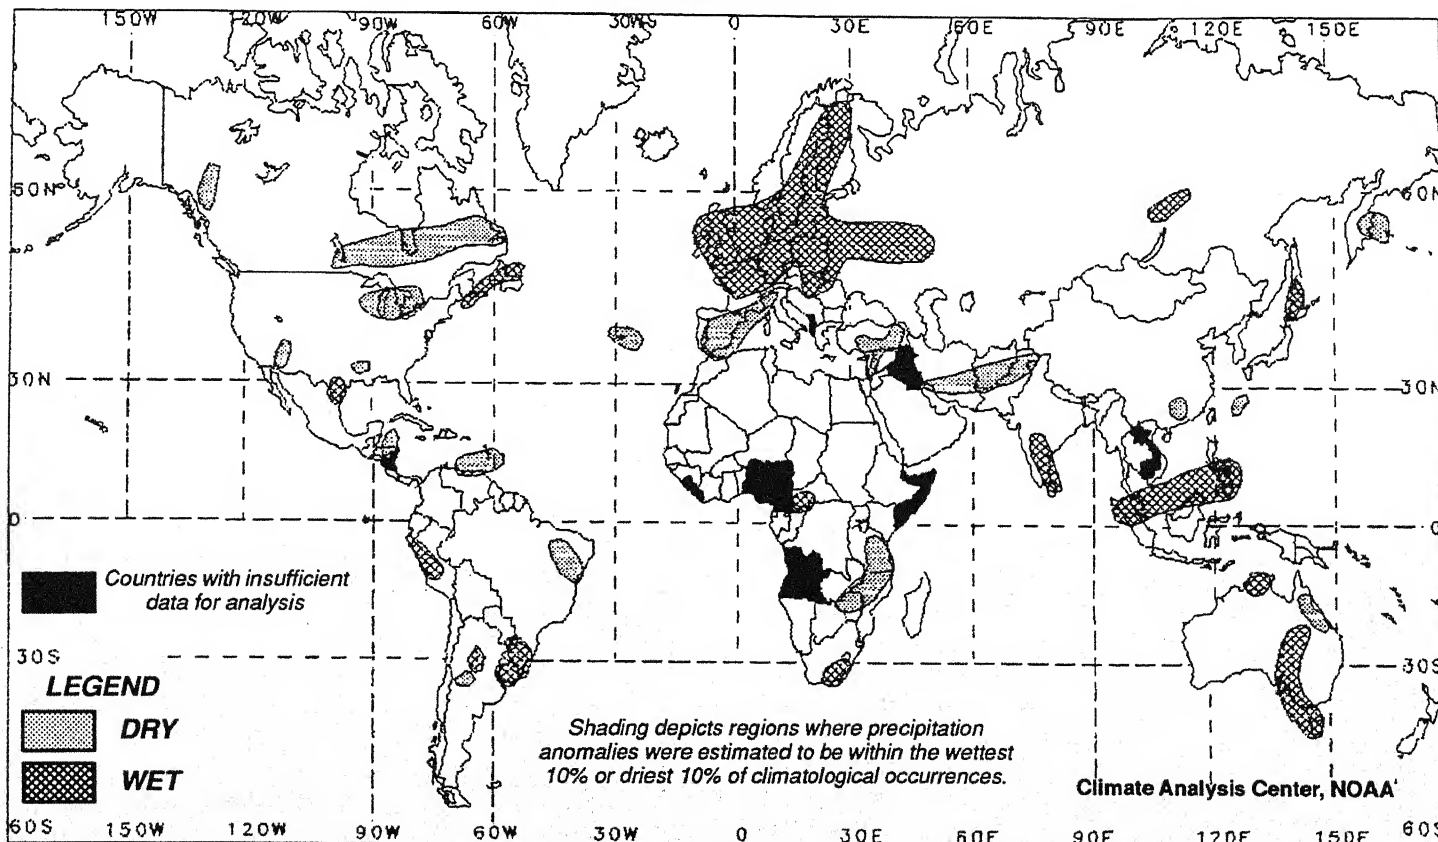 150W 120W 90W 60W 30W 0 30E 60E 90E 120E 150E
60N 60N
30N 30N
0 0
Countries with insufficient
data for analysis
30S 30S
LEGEND
DRY
WET
Shading depicts regions where precipitation
anomalies were estimated to be within the wettest
10% or driest 10% of climatological occurrences.
Climate Analysis Center, NOAA
60S 150W 120W 90W 60W 0 30E 60E 90E 120E 150E 60S